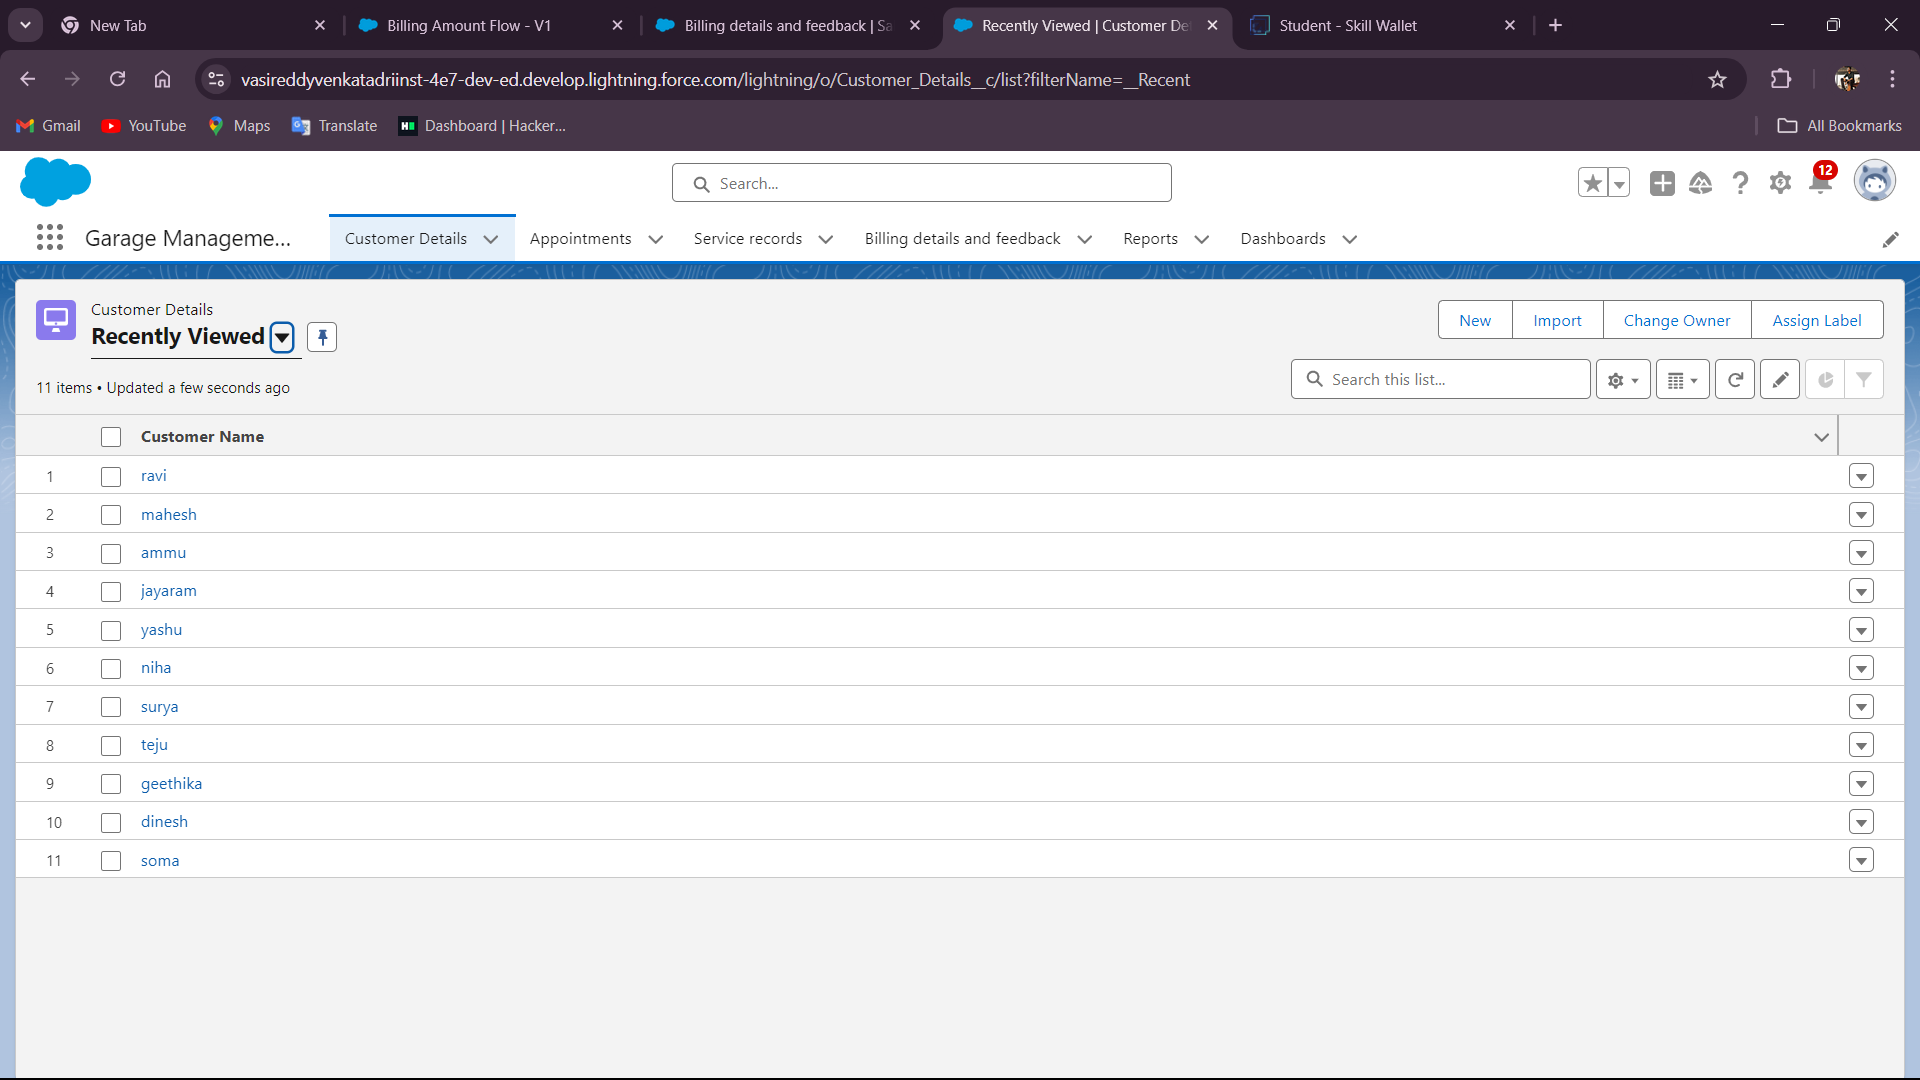 New Tab
Billing Amount Flow - V1
Billing details and feedback | Sa
Recently Viewed | Customer De
Student - Skill Wallet
vasireddyvenkatadriinst-4e7-dev-ed.develop.lightning.force.com/lightning/o/Customer_Details__c/list?filterName=__Recent
Gmail
YouTube
Maps
Translate
Dashboard | Hacker...
All Bookmarks
Search...
12
Garage Manageme...
Customer Details
Appointments
Service records
Billing details and feedback
Reports
Dashboards
Customer Details
Recently Viewed
New
Import
Change Owner
Assign Label
11 items • Updated a few seconds ago
Search this list...
Customer Name
1 ravi
2 mahesh
3 ammu
4 jayaram
5 yashu
6 niha
7 surya
8 teju
9 geethika
10 dinesh
11 soma